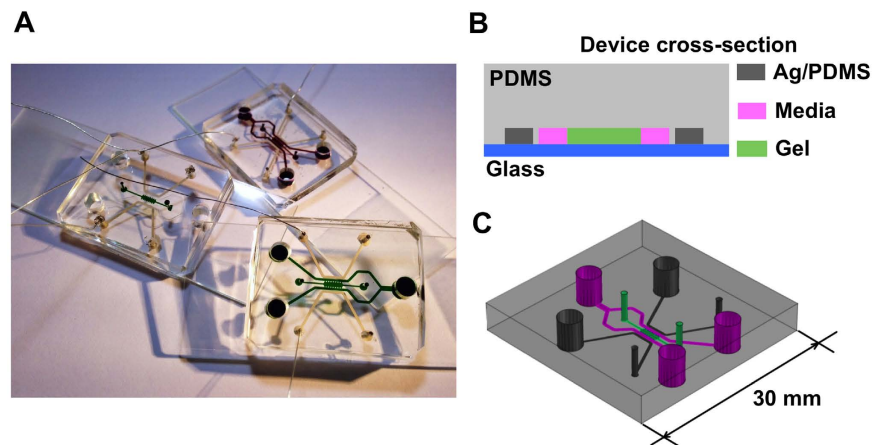 A
B
Device cross-section
PDMS
Ag/PDMS
Media
Gel
Glass
C
30 mm